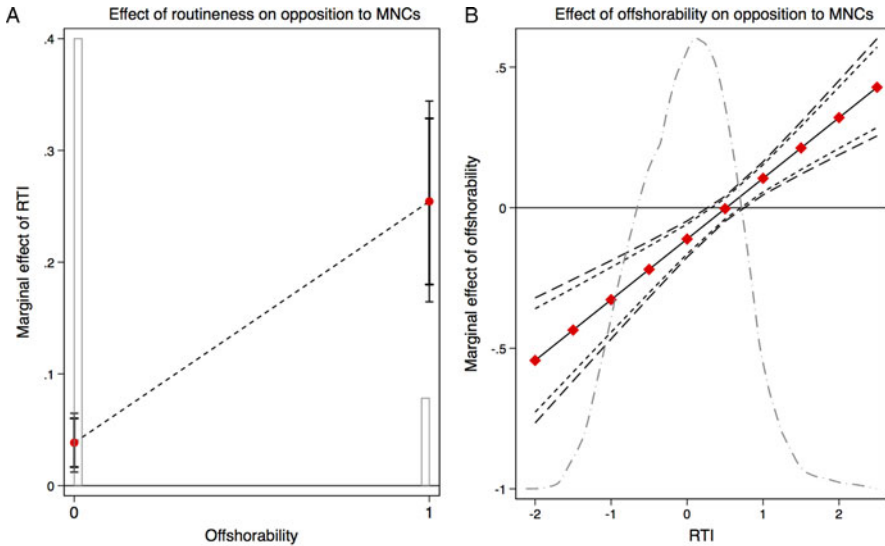 A
Effect of routineness on opposition to MNCs
.4
.3
.2
.1
0
Marginal effect of RTI
0
1
Offshorability
B
Effect of offshorability on opposition to MNCs
.5
0
-.5
-1
Marginal effect of offshorability
-2
-1
0
1
2
RTI